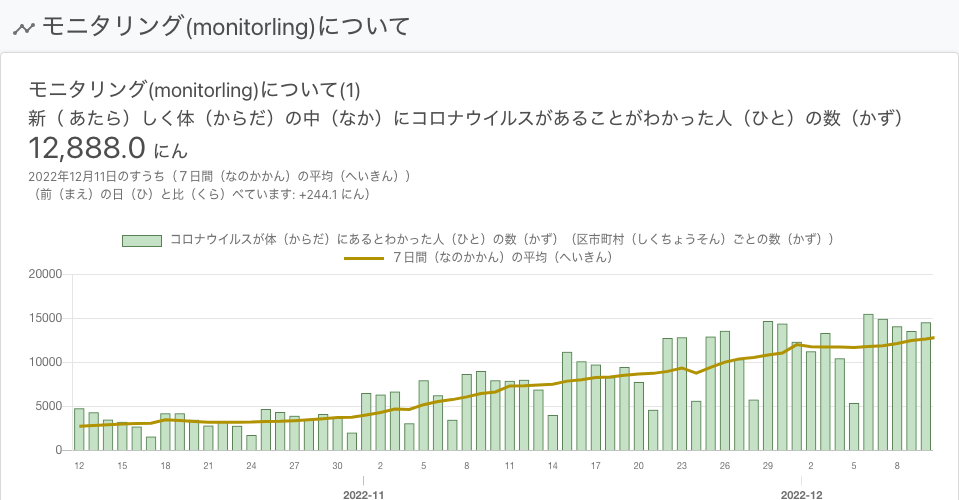 モニタリング(monitorling)について
モニタリング(monitorling)について(1)
新（ あたら）しく体（からだ）の中（なか）にコロナウイルスがあることがわかった人（ひと）の数（かず）
12,888.0 にん
2022年12月11日のすうち（７日間（なのかかん）の平均（へいきん））
（前（まえ）の日（ひ）と比（くら）べています: +244.1 にん）
コロナウイルスが体（からだ）にあるとわかった人（ひと）の数（かず）（区市町村（しくちょうそん）ごとの数（かず））
７日間（なのかかん）の平均（へいきん）
20000
15000
10000
5000
0
12 15 18 21 24 27 30 2 5 8 11 14 17 20 23 26 29 2 5 8
2022-11 2022-12